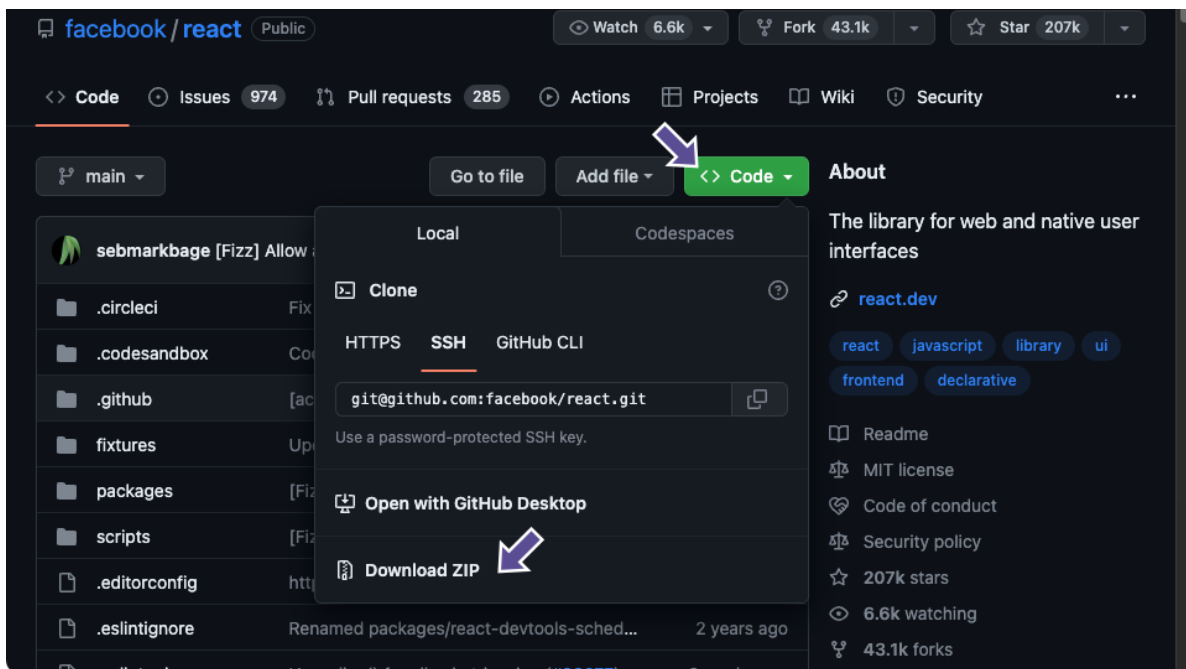 facebook / react Public Watch 6.6k Fork 43.1k Star 207k
Code Issues 974 Pull requests 285 Actions Projects Wiki Security ...
main Go to file Add file Code
Local Codespaces
Clone
HTTPS SSH GitHub CLI
git@github.com:facebook/react.git
Use a password-protected SSH key.
Open with GitHub Desktop
Download ZIP
sebmarkbage [Fizz] Allow
.circleci Fix
.codesandbox
.github
fixtures
packages
scripts
.editorconfig
.eslintignore Renamed packages/react-devtools-sched... 2 years ago
About
The library for web and native user
interfaces
react.dev
react javascript library ui
frontend declarative
Readme
MIT license
Code of conduct
Security policy
207k stars
6.6k watching
43.1k forks